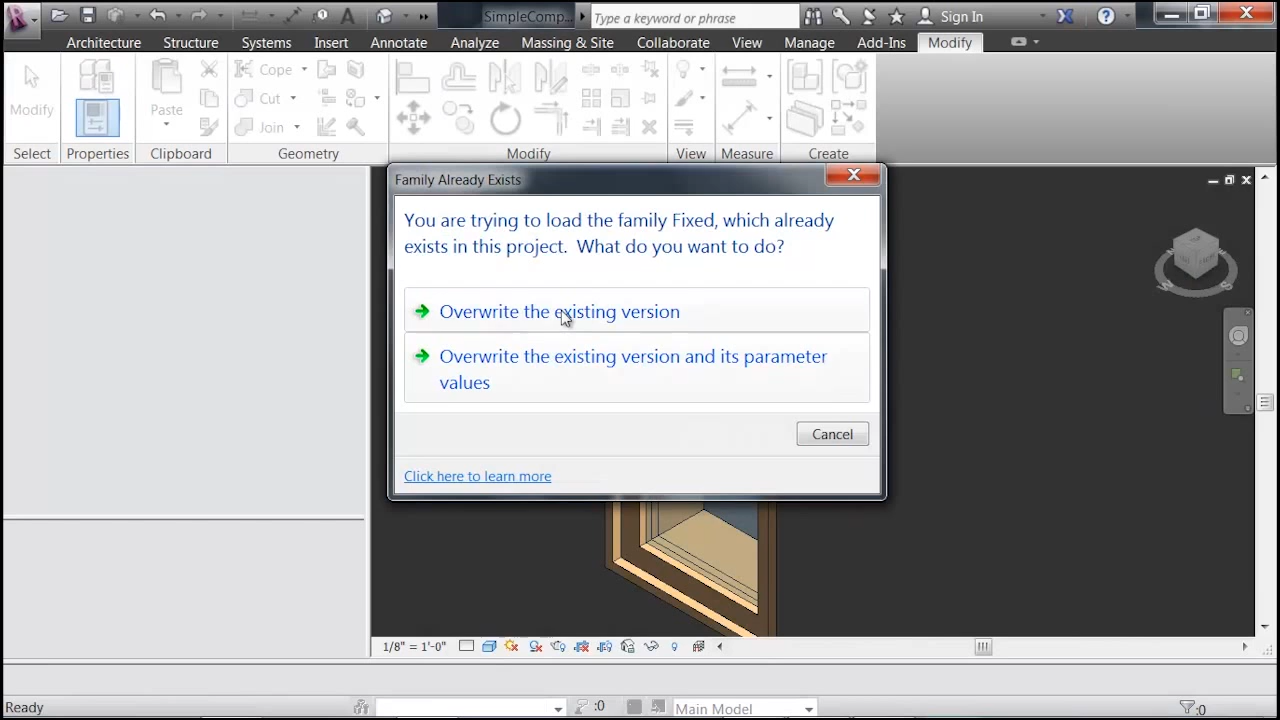 SimpleComp...
Type a keyword or phrase
Sign In
Architecture
Structure
Systems
Insert
Annotate
Analyze
Massing & Site
Collaborate
View
Manage
Add-Ins
Modify
Modify
Paste
Cope
Cut
Join
Select
Properties
Clipboard
Geometry
Modify
View
Measure
Create
Family Already Exists
You are trying to load the family Fixed, which already
exists in this project. What do you want to do?
Overwrite the existing version
Overwrite the existing version and its parameter
values
Cancel
Click here to learn more
1/8" = 1'-0"
Ready
:0
Main Model
:0